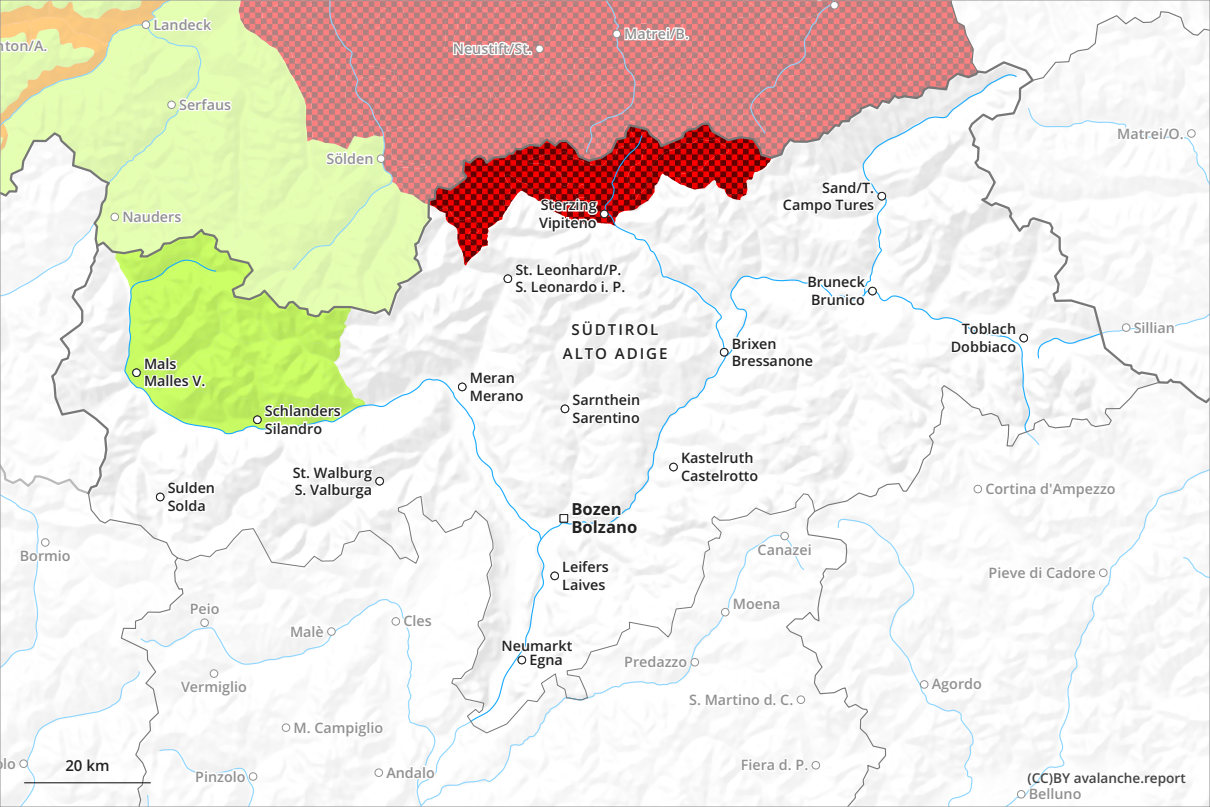 Landeck
nton/A.
Neustift/St.
Matrei/B.
Serfaus
Matrei/O.
Sölden
Sand/T.
Campo Tures
Nauders
Sterzing
Vipiteno
St. Leonhard/P.
S. Leonardo i. P.
Bruneck
Brunico
SÜDTIROL
ALTO ADIGE
Toblach
Dobbiaco
Sillian
Brixen
Bressanone
Mals
Malles V.
Meran
Merano
Schlanders
Silandro
Sarnthein
Sarentino
St. Walburg
S. Valburga
Kastelruth
Castelrotto
Sulden
Solda
Cortina d'Ampezzo
Bozen
Bolzano
Bormio
Canazei
Leifers
Laives
Pieve di Cadore
Peio
Malè
Cles
Moena
Neumarkt
Egna
Predazzo
Vermiglio
Agordo
S. Martino d. C.
M. Campiglio
olo
20 km
Pinzolo
Andalo
Fiera d. P.
(CC)BY avalanche.report
Belluno